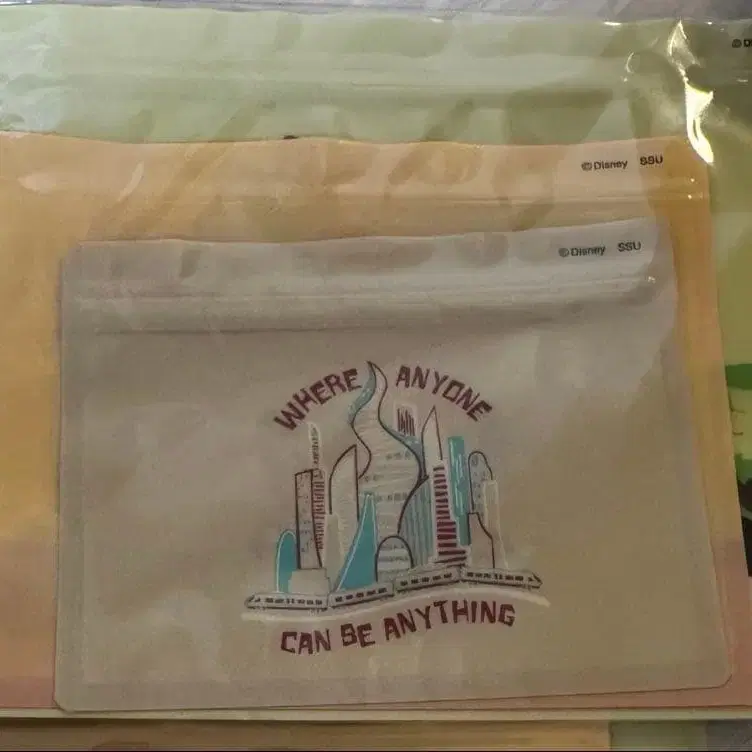 © D
© Disney SSU
© Disney SSU
WHERE ANYONE
CAN BE ANYTHING